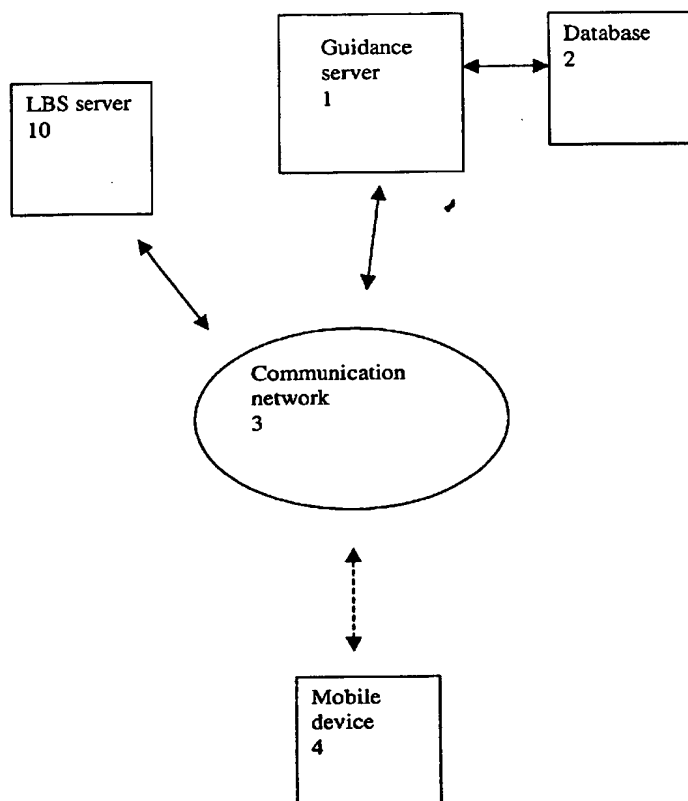 Guidance
server
1
Database
2
LBS server
10
Communication
network
3
Mobile
device
4